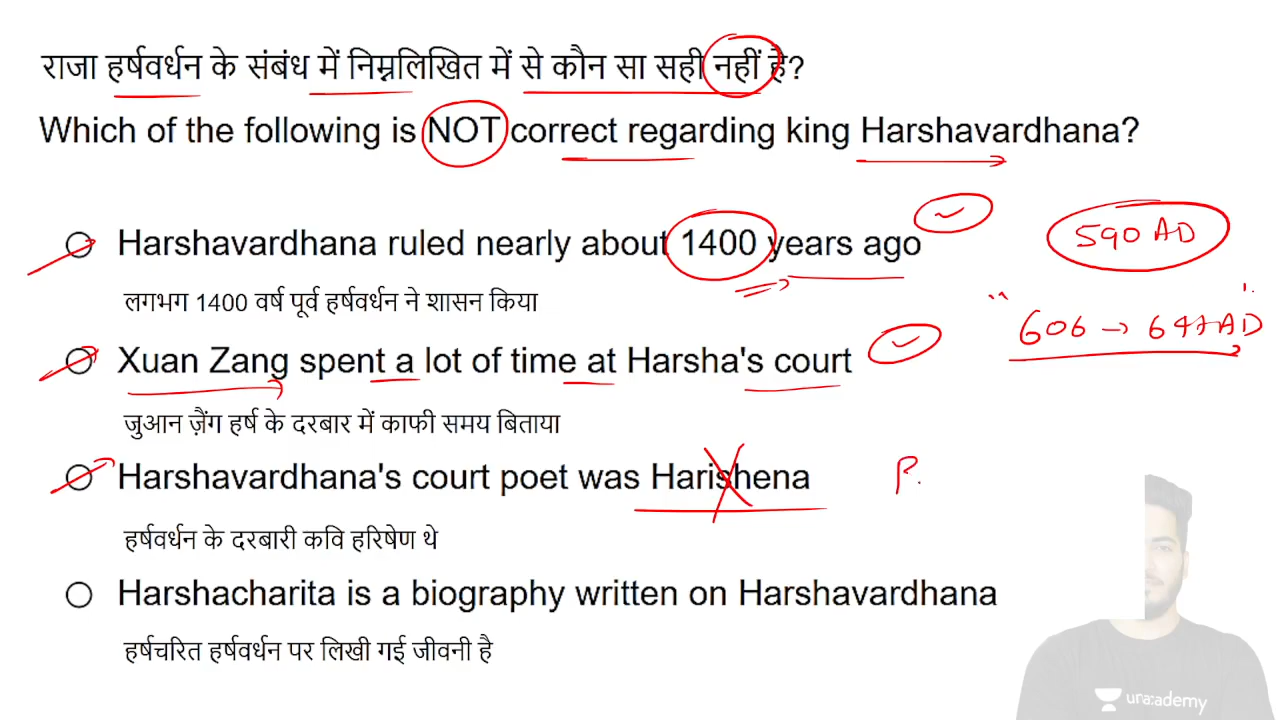 राजा हर्षवर्धन के संबंध में निम्नलिखित में से कौन सा सही नहीं है?
Which of the following is NOT correct regarding king Harshavardhana?
Harshavardhana ruled nearly about 1400 years ago
590 AD
लगभग 1400 वर्ष पूर्व हर्षवर्धन ने शासन किया
"606 → 647 AD"
Xuan Zang spent a lot of time at Harsha's court
जुआन ज़ैंग हर्ष के दरबार में काफी समय बिताया
Harshavardhana's court poet was Harishena
हर्षवर्धन के दरबारी कवि हरिषेण थे
Harshacharita is a biography written on Harshavardhana
हर्षचरित हर्षवर्धन पर लिखी गई जीवनी है